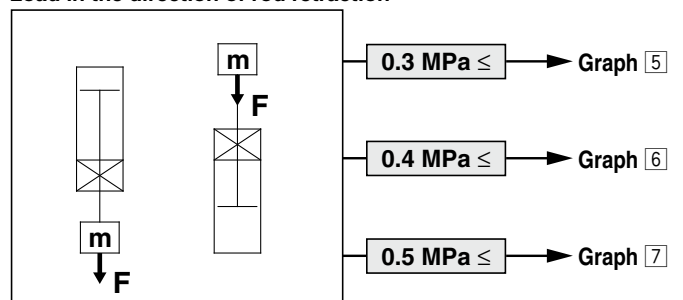 Load in the direction of rod retraction
m
F
0.3 MPa ≤
Graph 5
0.4 MPa ≤
Graph 6
m
F
0.5 MPa ≤
Graph 7